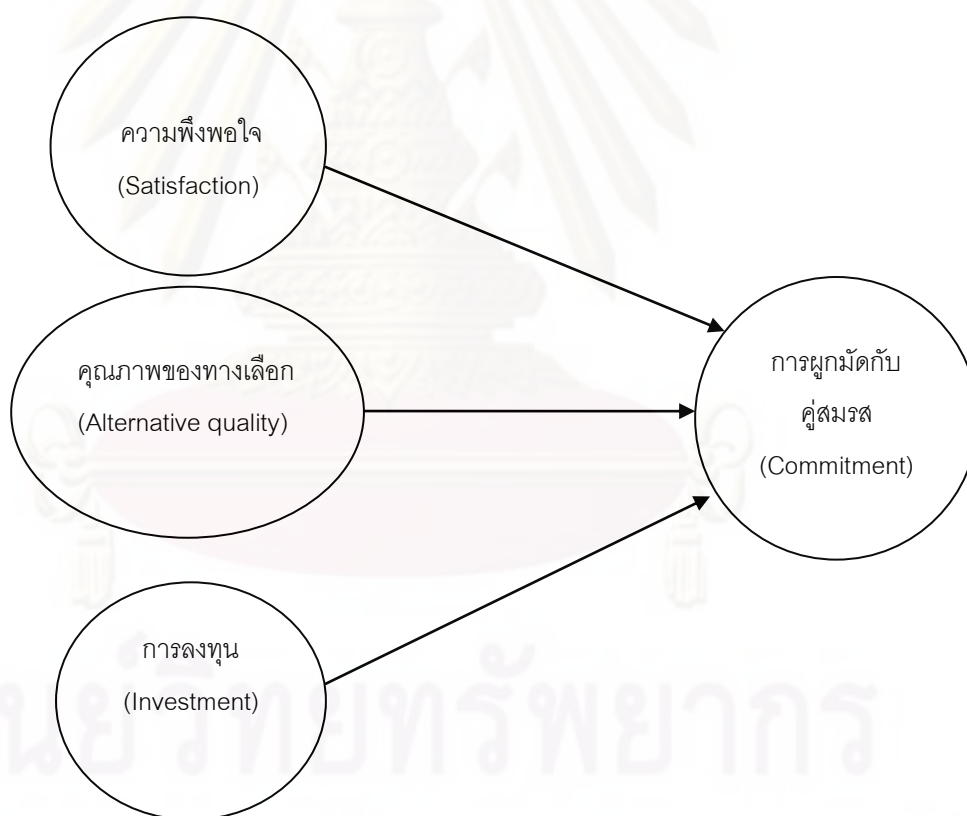 ความพึงพอใจ
(Satisfaction)
คุณภาพของทางเลือก
(Alternative quality)
การลงทุน
(Investment)
การผูกมัดกับ
คู่สมรส
(Commitment)